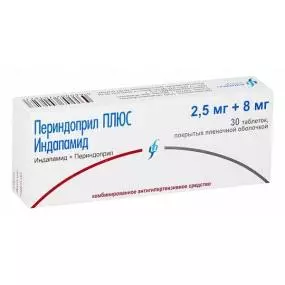 Периндоприл ПЛЮС
Индапамид
Индапамид + Периндоприл
2,5 мг + 8 мг
30 таблеток,
покрытых пленочной оболочкой
комбинированное антигипертензивное средство